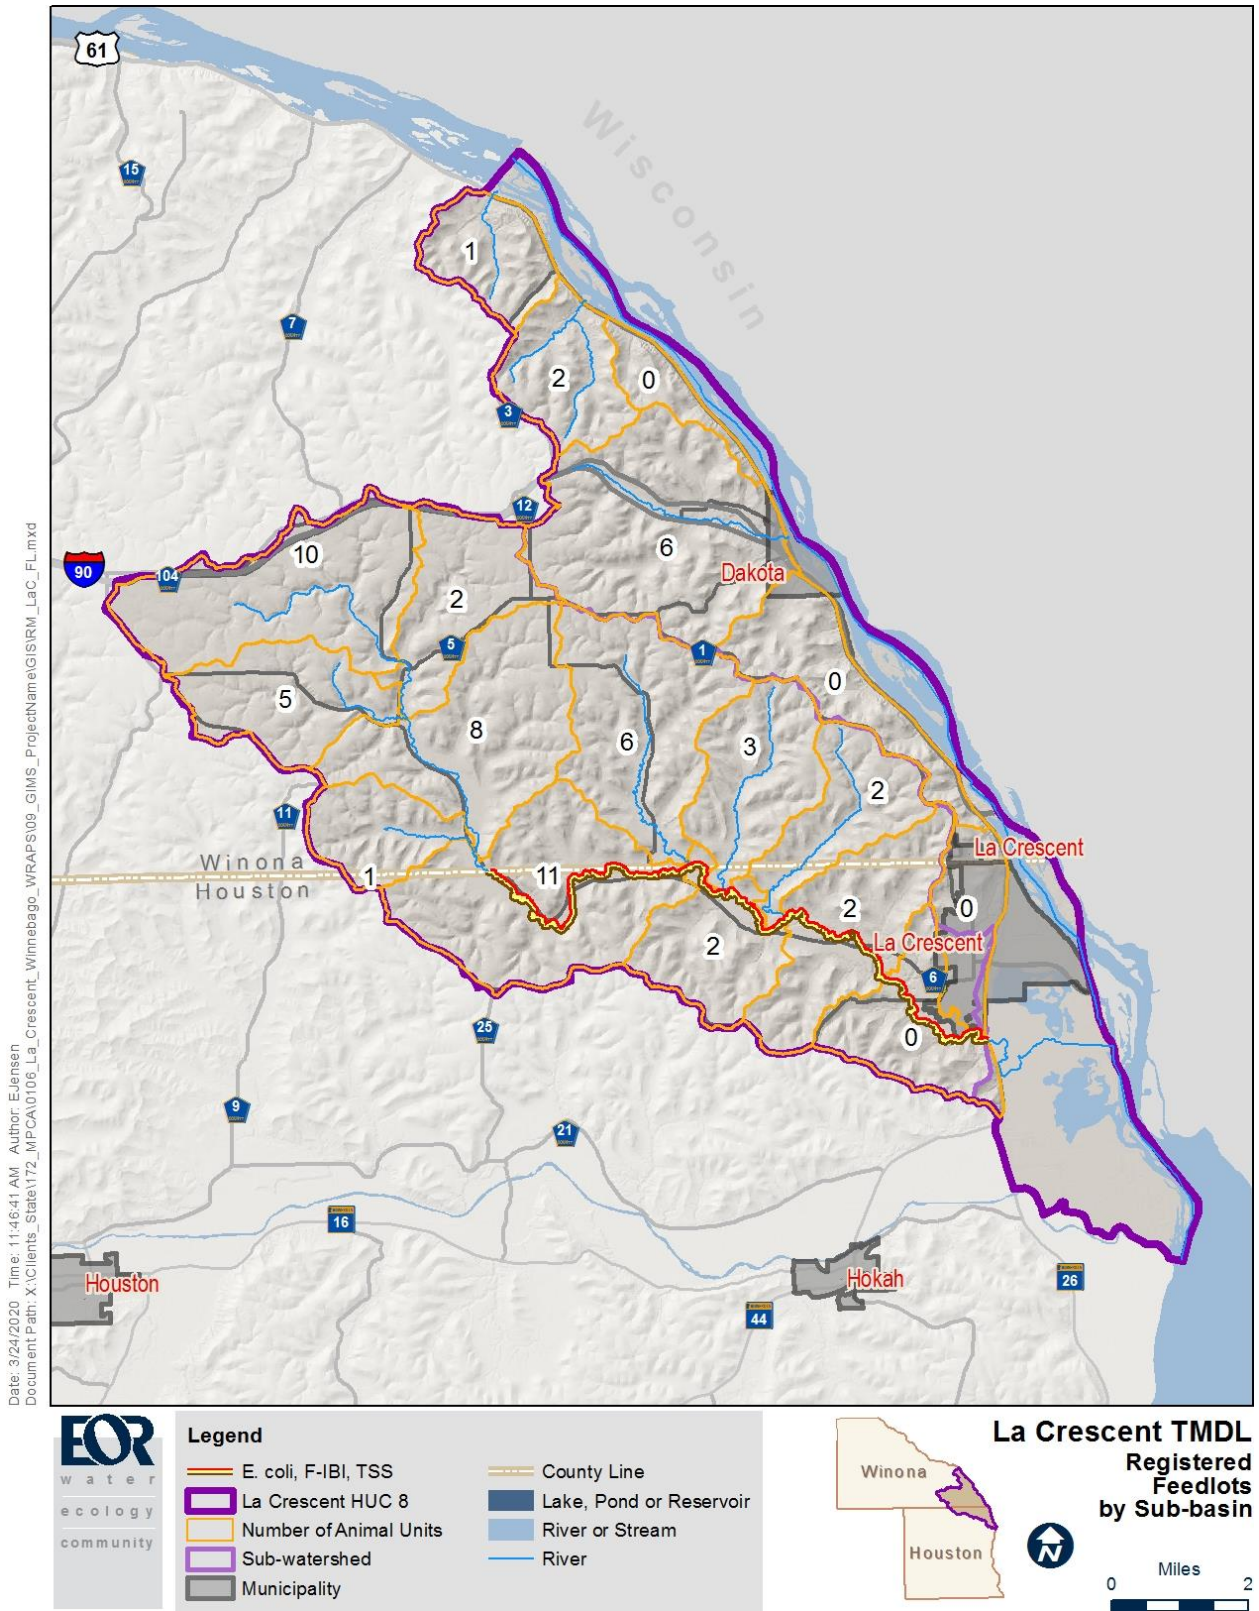 61
Wisconsin
15
1
7
2
0
3
12
10
6
90
104
Dakota
2
5
1
5
0
8
6
3
2
11
Winona
La Crescent
Houston
1
11
2
0
La Crescent
2
6
25
0
9
21
16
Houston
Hokah
26
44
Date: 3/24/2020 Time: 11:46:41 AM Author: EJensen
Document Path: X:\Clients_State\172_MPCA\0106_La_Crescent_Winnebago_WRAPS\09_GIMS_ProjectName\GIS\RM_LaC_FL.mxd
EOR
water
ecology
community
Legend
E. coli, F-IBI, TSS
La Crescent HUC 8
Number of Animal Units
Sub-watershed
Municipality
County Line
Lake, Pond or Reservoir
River or Stream
River
Winona
Houston
N
La Crescent TMDL
Registered
Feedlots
by Sub-basin
Miles
0 2